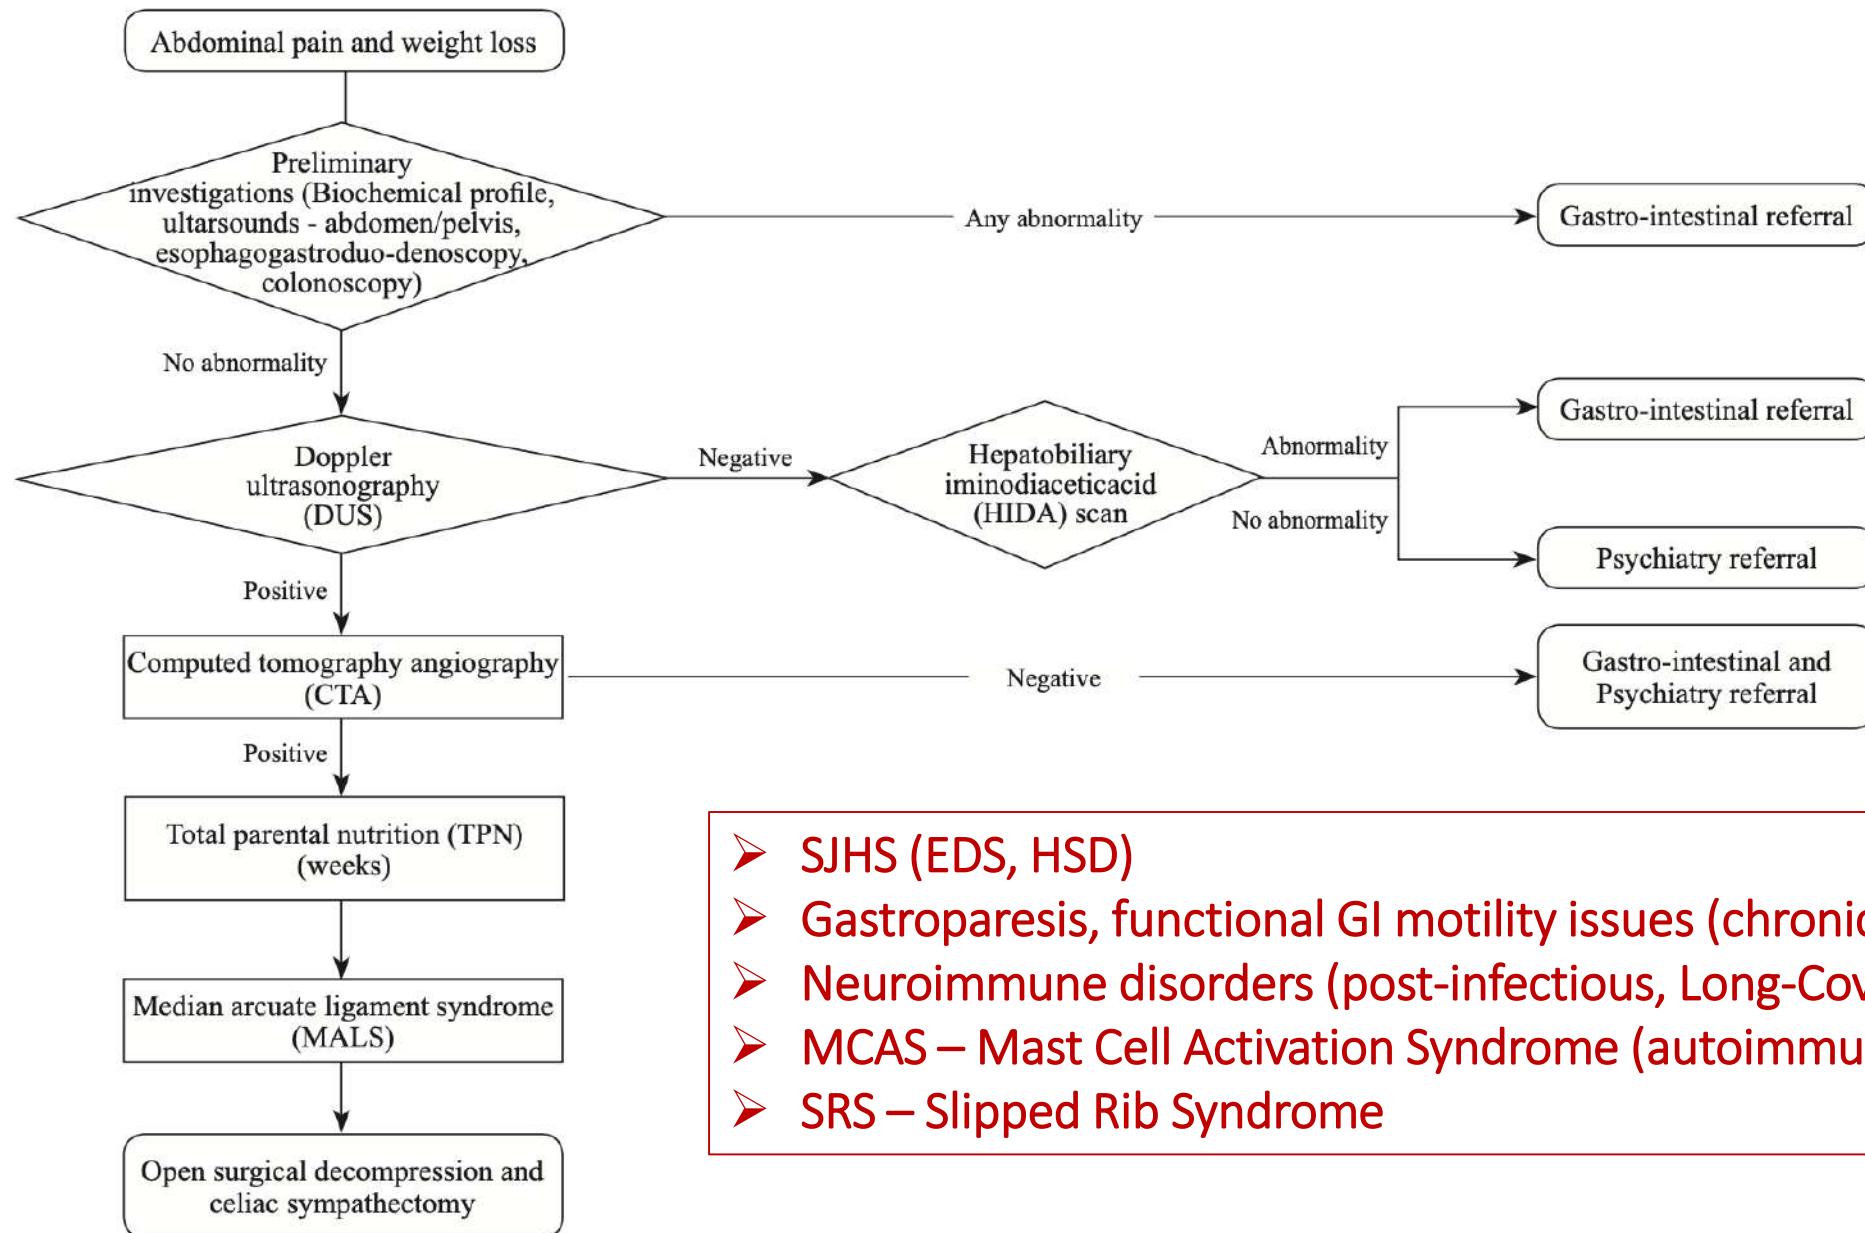 Abdominal pain and weight loss
Preliminary
investigations (Biochemical profile,
ultarsounds - abdomen/pelvis,
esophagogastroduo-denoscopy,
colonoscopy)
Any abnormality
Gastro-intestinal referral
No abnormality
Doppler
ultrasonography
(DUS)
Negative
Hepatobiliary
iminodiaceticacid
(HIDA) scan
Abnormality
No abnormality
Gastro-intestinal referral
Psychiatry referral
Positive
Computed tomography angiography
(CTA)
Negative
Gastro-intestinal and
Psychiatry referral
Positive
Total parental nutrition (TPN)
(weeks)
Median arcuate ligament syndrome
(MALS)
Open surgical decompression and
celiac sympathectomy
➢ SJHS (EDS, HSD)
➢ Gastroparesis, functional GI motility issues (chronic
➢ Neuroimmune disorders (post-infectious, Long-Cov
➢ MCAS – Mast Cell Activation Syndrome (autoimmu
➢ SRS – Slipped Rib Syndrome